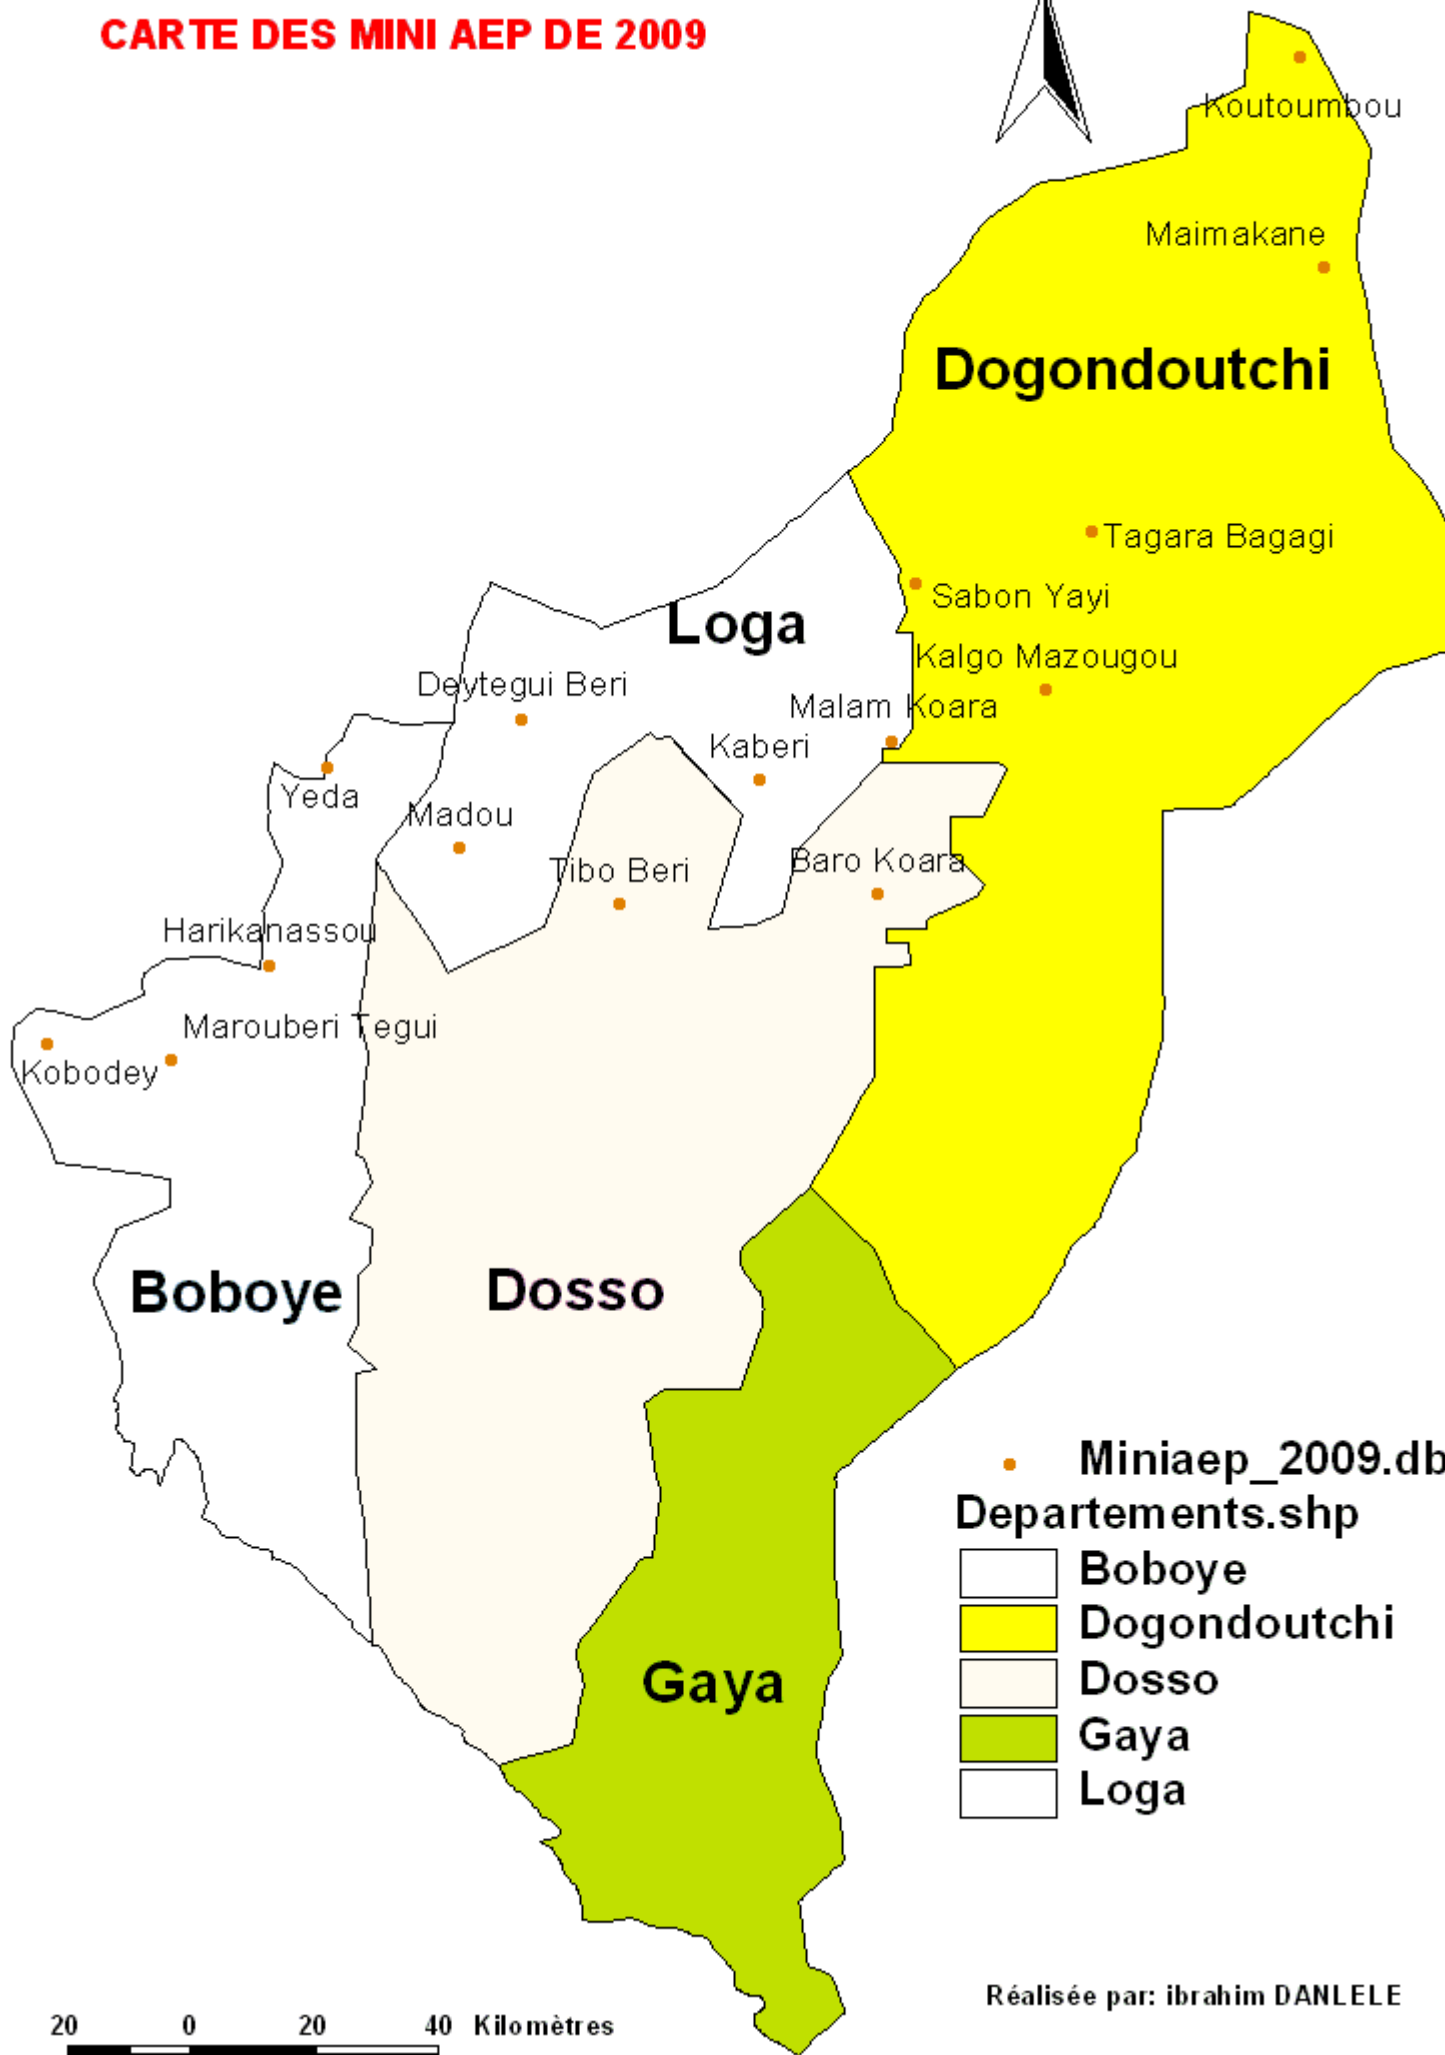 CARTE DES MINI AEP DE 2009
Koutoumbou
Maimakane
Dogondoutchi
Tagara Bagagi
Sabon Yayi
Loga
Kalgo Mazougou
Deytegui Beri
Malam Koara
Kaberi
Yeda
Madou
Tibo Beri
Baro Koara
Harikanassou
Marouberi Tegui
Kobodey
Boboye
Dosso
Gaya
Miniaep_2009.db
Departements.shp
Boboye
Dogondoutchi
Dosso
Gaya
Loga
Réalisée par: ibrahim DANLELE
20 0 20 40 Kilomètres